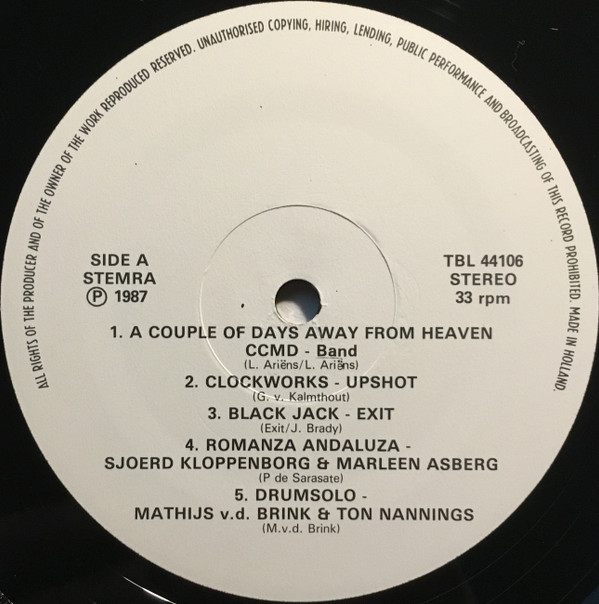 ALL RIGHTS OF THE PRODUCER AND OF THE OWNER OF THE WORK REPRODUCED RESERVED. UNAUTHORISED COPYING, HIRING, LENDING, PUBLIC PERFORMANCE AND BROADCASTING OF THIS RECORD PROHIBITED. MADE IN HOLLAND.
SIDE A
STEMRA
Ⓟ 1987
TBL 44106
STEREO
33 rpm
1. A COUPLE OF DAYS AWAY FROM HEAVEN
CCMD - Band
(L. Ariëns/L. Ariëns)
2. CLOCKWORKS - UPSHOT
(G. v. Kalmthout)
3. BLACK JACK - EXIT
(Exit/J. Brady)
4. ROMANZA ANDALUZA -
SJOERD KLOPPENBORG & MARLEEN ASBERG
(P de Sarasate)
5. DRUMSOLO -
MATHIJS v.d. BRINK & TON NANNINGS
(M.v.d. Brink)